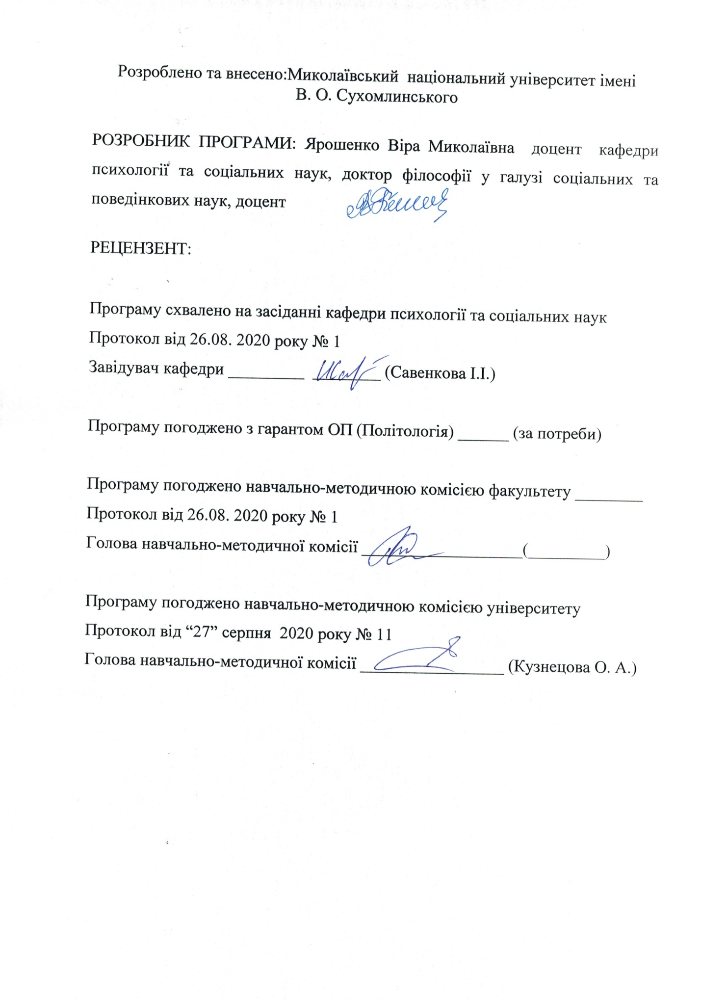 Розроблено та внесено:Миколаївський національний університет імені
В. О. Сухомлинського
РОЗРОБНИК ПРОГРАМИ: Ярошенко Віра Миколаївна доцент кафедри
психології та соціальних наук, доктор філософії у галузі соціальних та
поведінкових наук, доцент
РЕЦЕНЗЕНТ:
Програму схвалено на засіданні кафедри психології та соціальних наук
Протокол від 26.08. 2020 року № 1
Завідувач кафедри _________ ________ (Савенкова І.І.)
Програму погоджено з гарантом ОП (Політологія) ______ (за потреби)
Програму погоджено навчально-методичною комісією факультету ________
Протокол від 26.08. 2020 року № 1
Голова навчально-методичної комісії ___________________(_________)
Програму погоджено навчально-методичною комісією університету
Протокол від “27” серпня 2020 року № 11
Голова навчально-методичної комісії _________________ (Кузнецова О. А.)